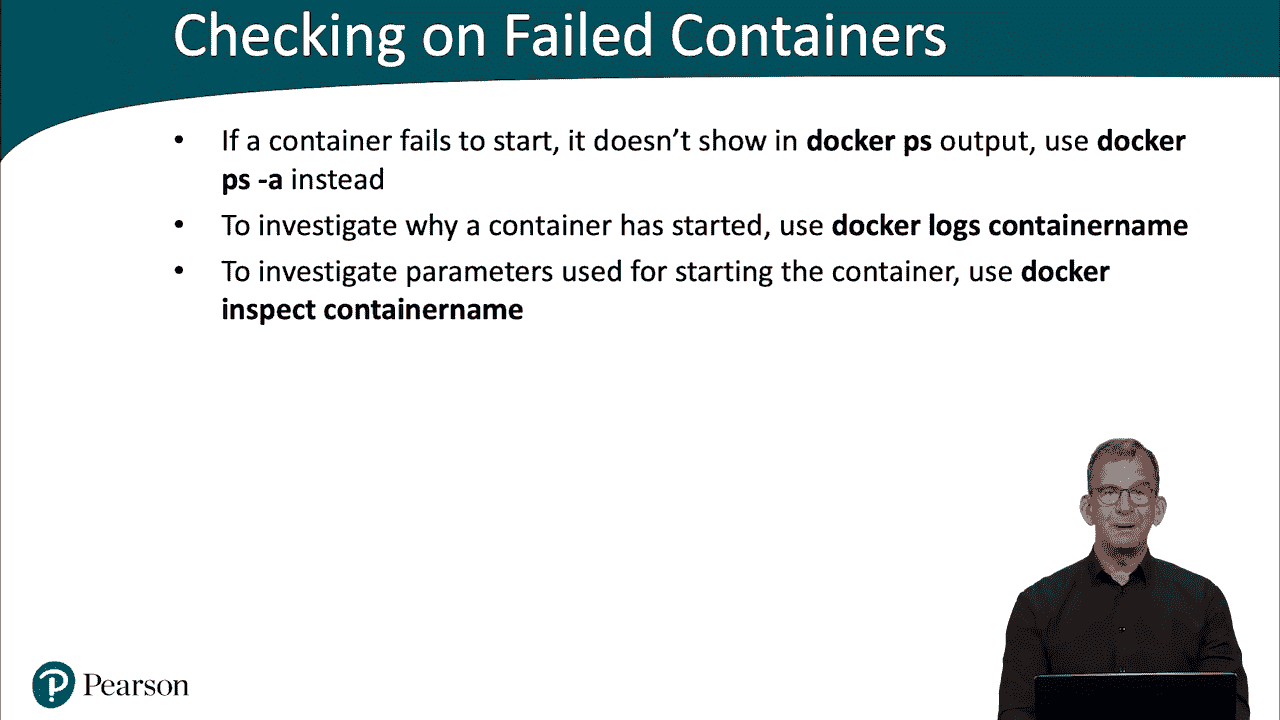 Checking on Failed Containers
• If a container fails to start, it doesn’t show in docker ps output, use docker
ps -a instead
• To investigate why a container has started, use docker logs containername
• To investigate parameters used for starting the container, use docker
inspect containername
Pearson